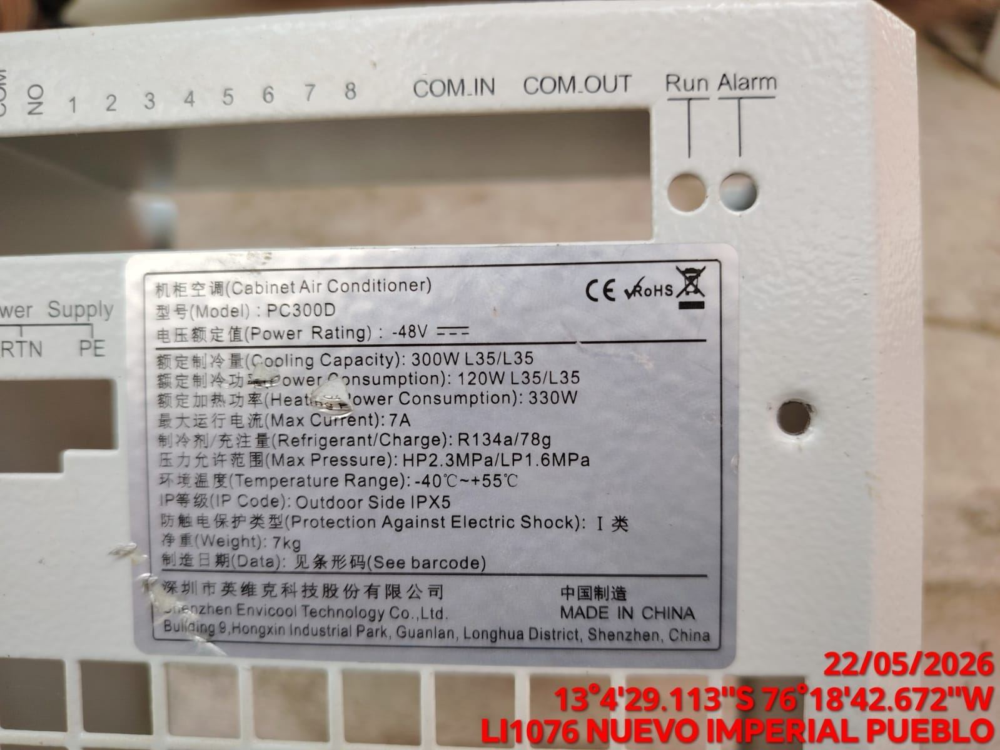 COM NO 1 2 3 4 5 6 7 8 COM.IN COM.OUT Run Alarm
机柜空调(Cabinet Air Conditioner)
CE RoHS
型号(Model) : PC300D
电压额定值(Power Rating) : -48V
额定制冷量(Cooling Capacity): 300W L35/L35
额定制冷功率(Power Consumption): 120W L35/L35
额定加热功率(Heating Power Consumption): 330W
最大运行电流(Max Current): 7A
制冷剂/充注量(Refrigerant/Charge): R134a/78g
压力允许范围(Max Pressure): HP2.3MPa/LP1.6MPa
环境温度(Temperature Range): -40℃~+55℃
IP等级(IP Code): Outdoor Side IPX5
防触电保护类型(Protection Against Electric Shock): I 类
净重(Weight): 7kg
制造日期(Data): 见条形码(See barcode)
深圳市英维克科技股份有限公司
中国制造
Shenzhen Envicool Technology Co.,Ltd.
MADE IN CHINA
Building 9,Hongxin Industrial Park, Guanlan, Longhua District, Shenzhen, China
Supply
RTN PE
22/05/2026
13°4'29.113"S 76°18'42.672"W
LI1076 NUEVO IMPERIAL PUEBLO